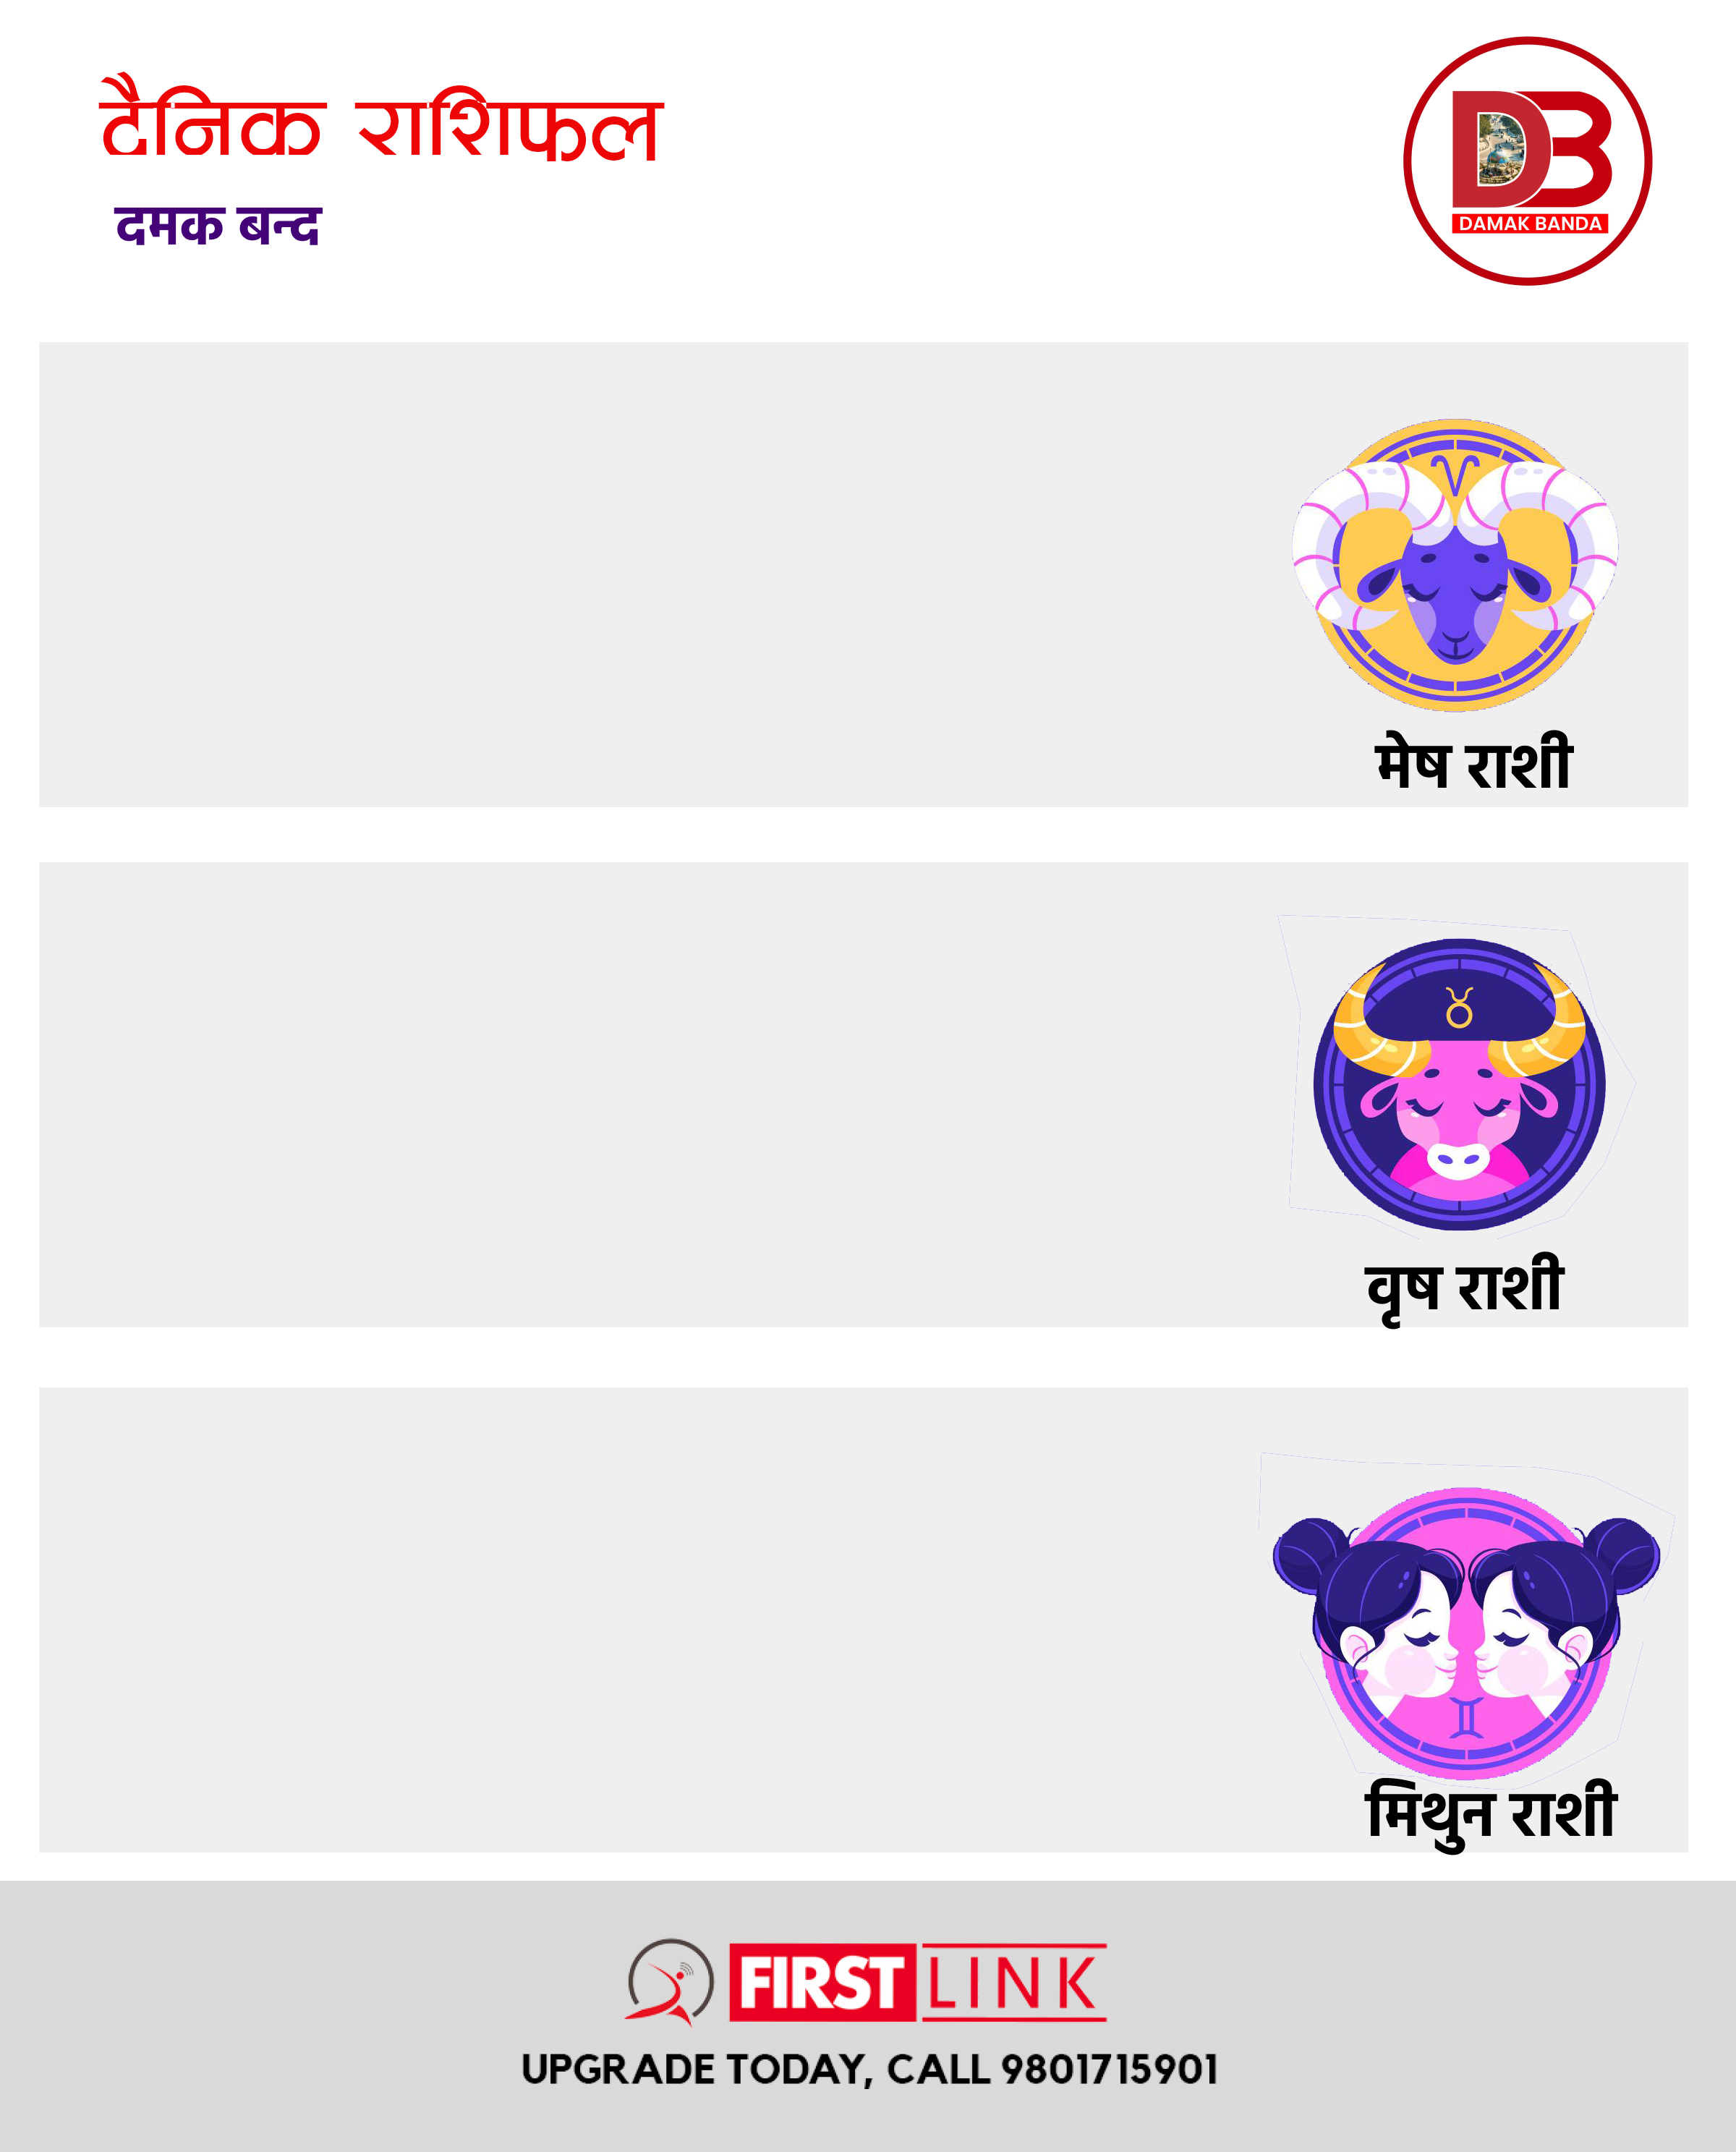 दैनिक राशिफल
दमक बन्द
DB
DAMAK BANDA
मेष राशी
वृष राशी
मिथुन राशी
FIRST LINK
UPGRADE TODAY, CALL 9801715901